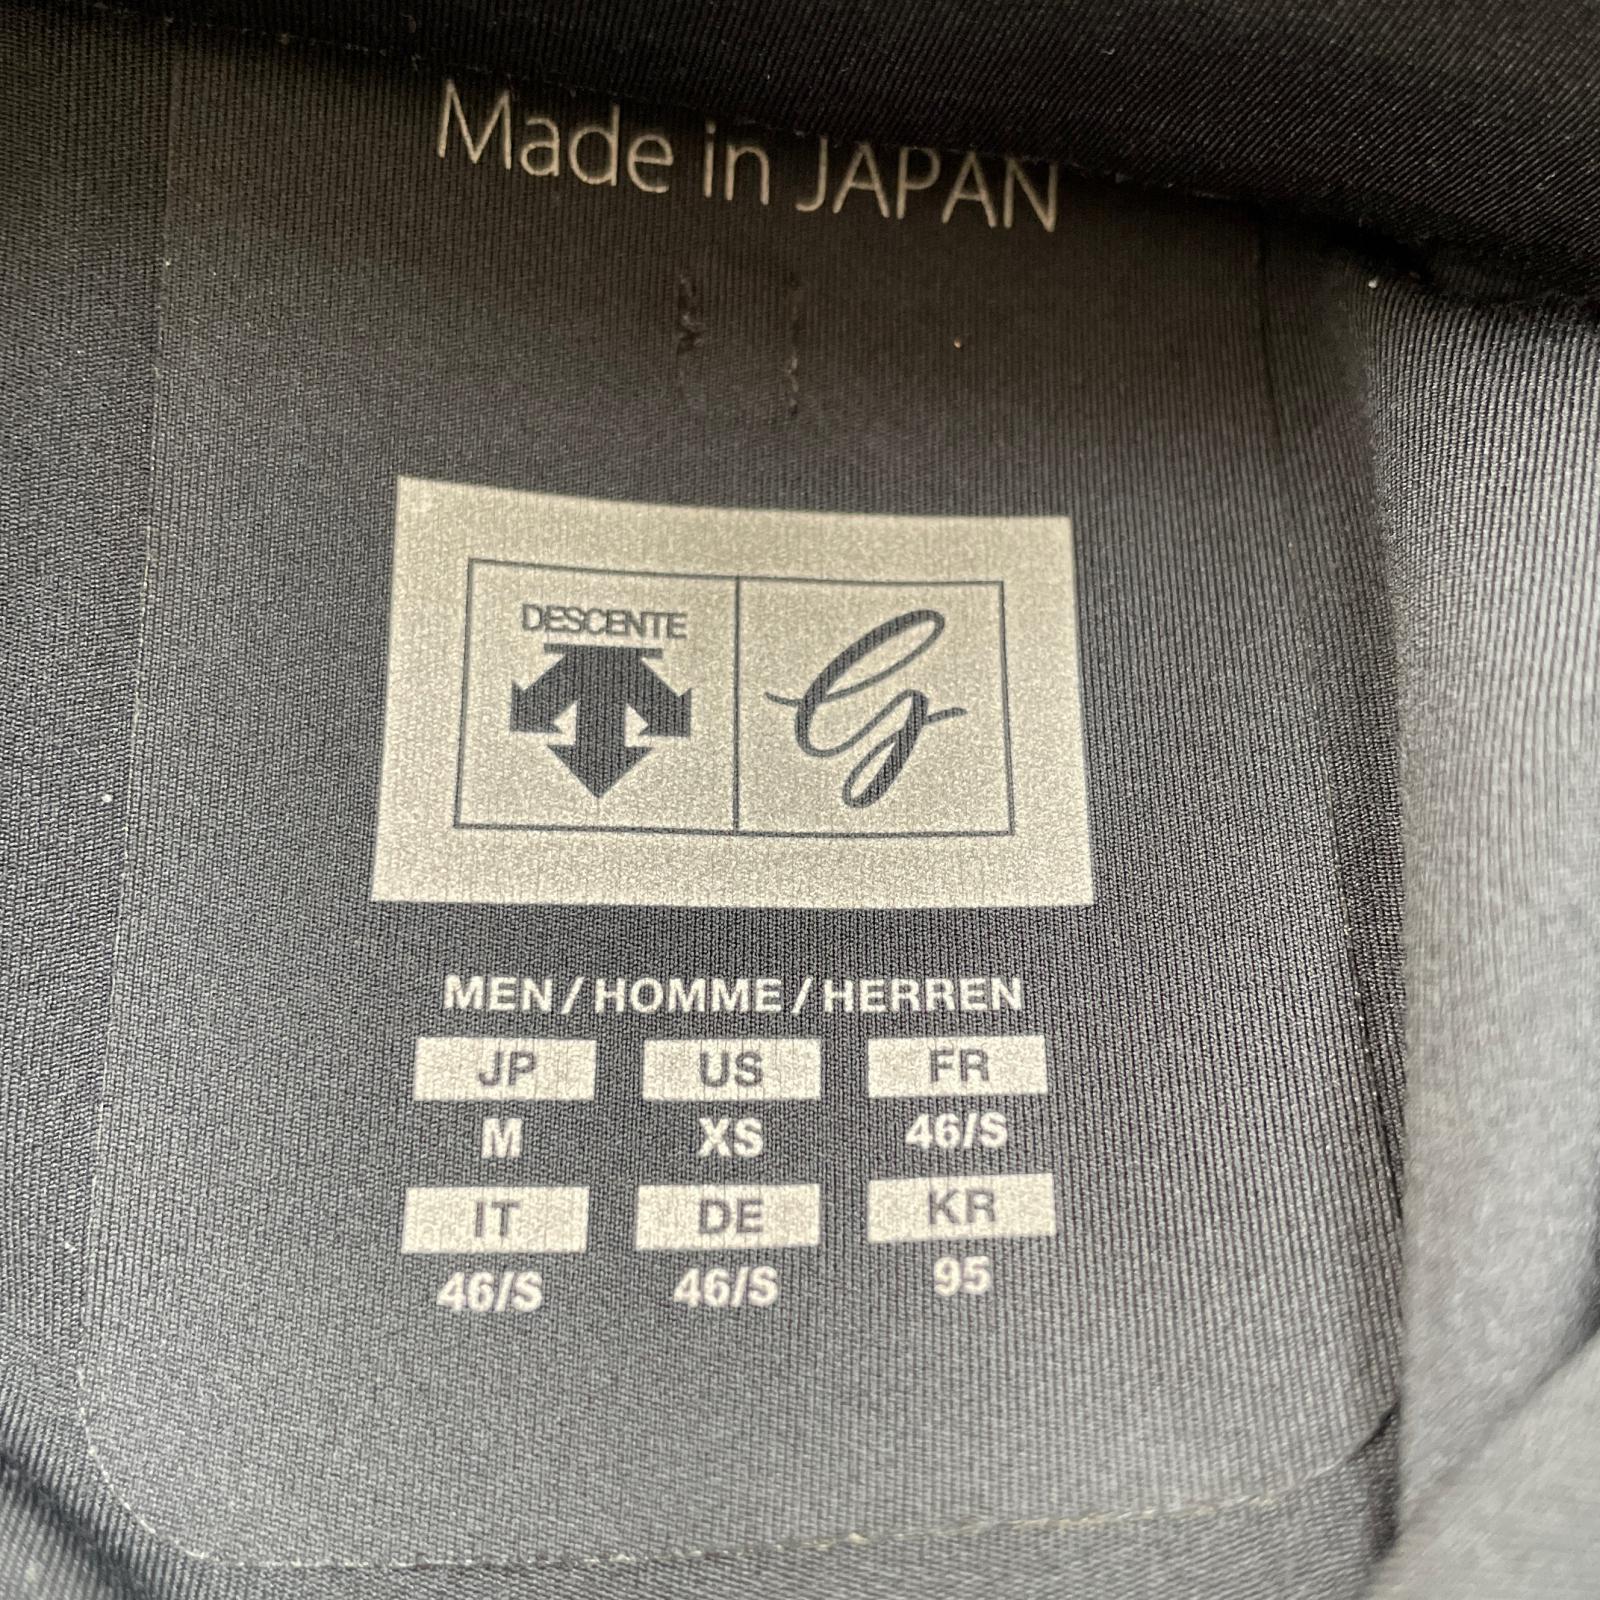 Made in JAPAN
DESCENTE
G
MEN/HOMME/HERREN
JP US FR
M XS 46/S
IT DE KR
46/S 46/S 95